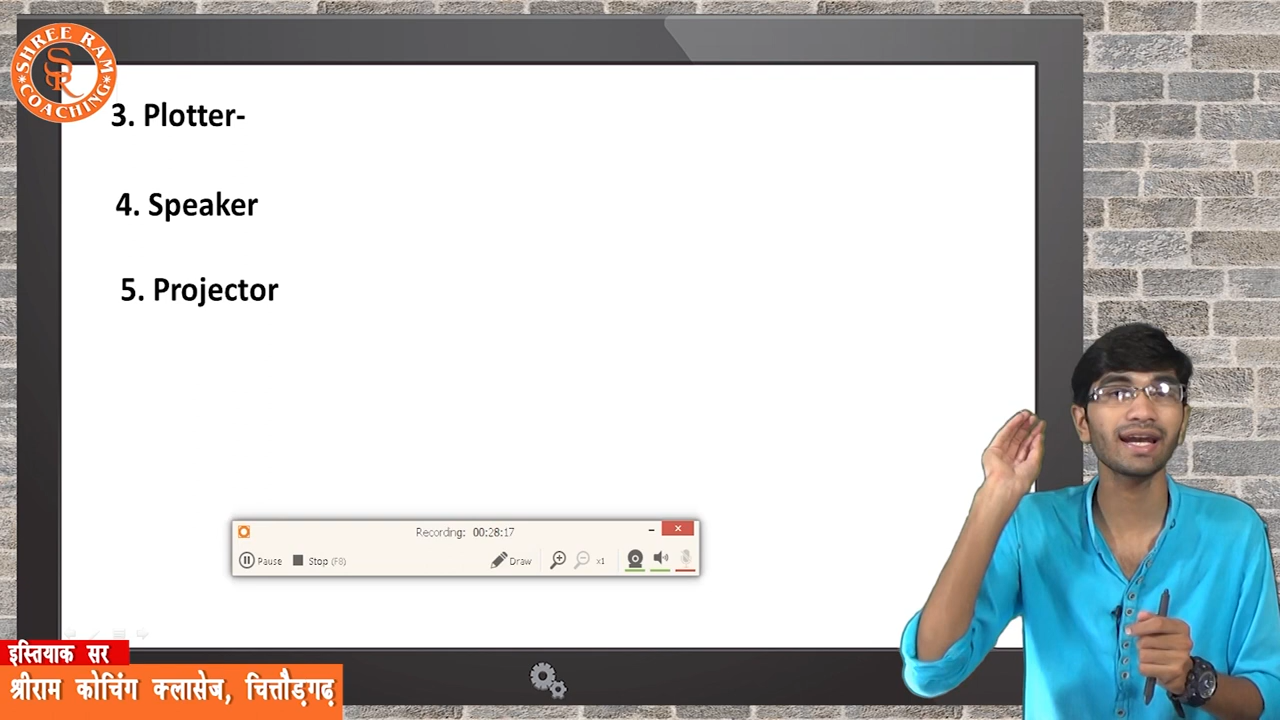 SHREE RAM
SR
COACHING
3. Plotter-
4. Speaker
5. Projector
Recording: 00:28:17
Pause
Stop (F8)
Draw
x1
इस्तियाक सर
श्रीराम कोचिंग क्लासेज, चित्तौड़गढ़